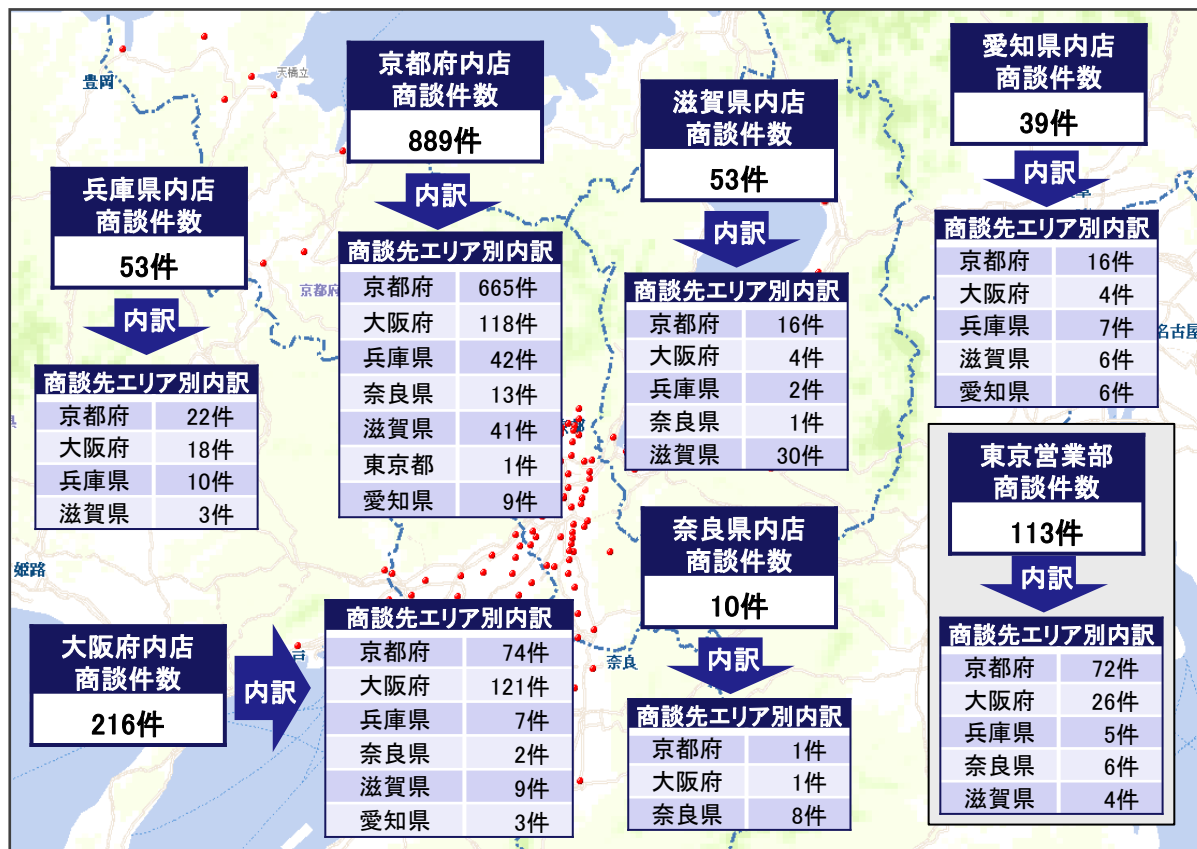 豊岡
天橋立
京都府内店
商談件数
889件
内訳
商談先エリア別内訳
京都府 665件
大阪府 118件
兵庫県 42件
奈良県 13件
滋賀県 41件
東京都 1件
愛知県 9件
滋賀県内店
商談件数
53件
内訳
商談先エリア別内訳
京都府 16件
大阪府 4件
兵庫県 2件
奈良県 1件
滋賀県 30件
愛知県内店
商談件数
39件
内訳
商談先エリア別内訳
京都府 16件
大阪府 4件
兵庫県 7件
滋賀県 6件
愛知県 6件
名古屋
兵庫県内店
商談件数
53件
内訳
商談先エリア別内訳
京都府 22件
大阪府 18件
兵庫県 10件
滋賀県 3件
京都府
姫路
大阪府内店
商談件数
216件
内訳
商談先エリア別内訳
京都府 74件
大阪府 121件
兵庫県 7件
奈良県 2件
滋賀県 9件
愛知県 3件
戸
奈良
奈良県内店
商談件数
10件
内訳
商談先エリア別内訳
京都府 1件
大阪府 1件
奈良県 8件
東京営業部
商談件数
113件
内訳
商談先エリア別内訳
京都府 72件
大阪府 26件
兵庫県 5件
奈良県 6件
滋賀県 4件